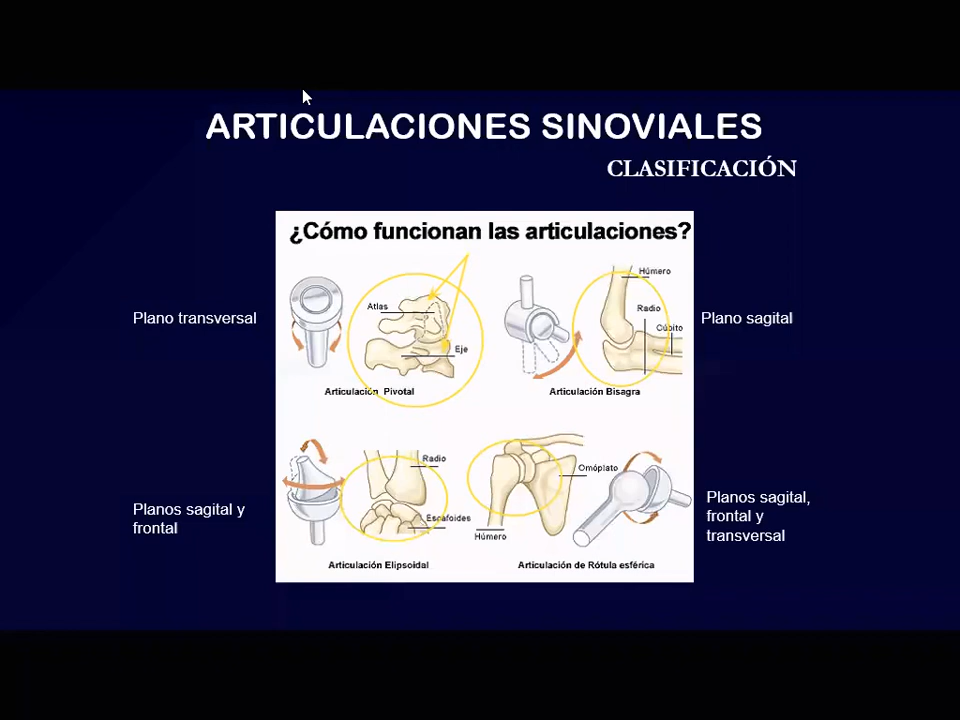 ARTICULACIONES SINOVIALES
CLASIFICACIÓN
¿Cómo funcionan las articulaciones?
Plano transversal
Atlas
Eje
Articulación Pivotal
Húmero
Radio
Cúbito
Articulación Bisagra
Plano sagital
Planos sagital y
frontal
Radio
Escafoides
Articulación Elipsoidal
Omóplato
Húmero
Articulación de Rótula esférica
Planos sagital,
frontal y
transversal